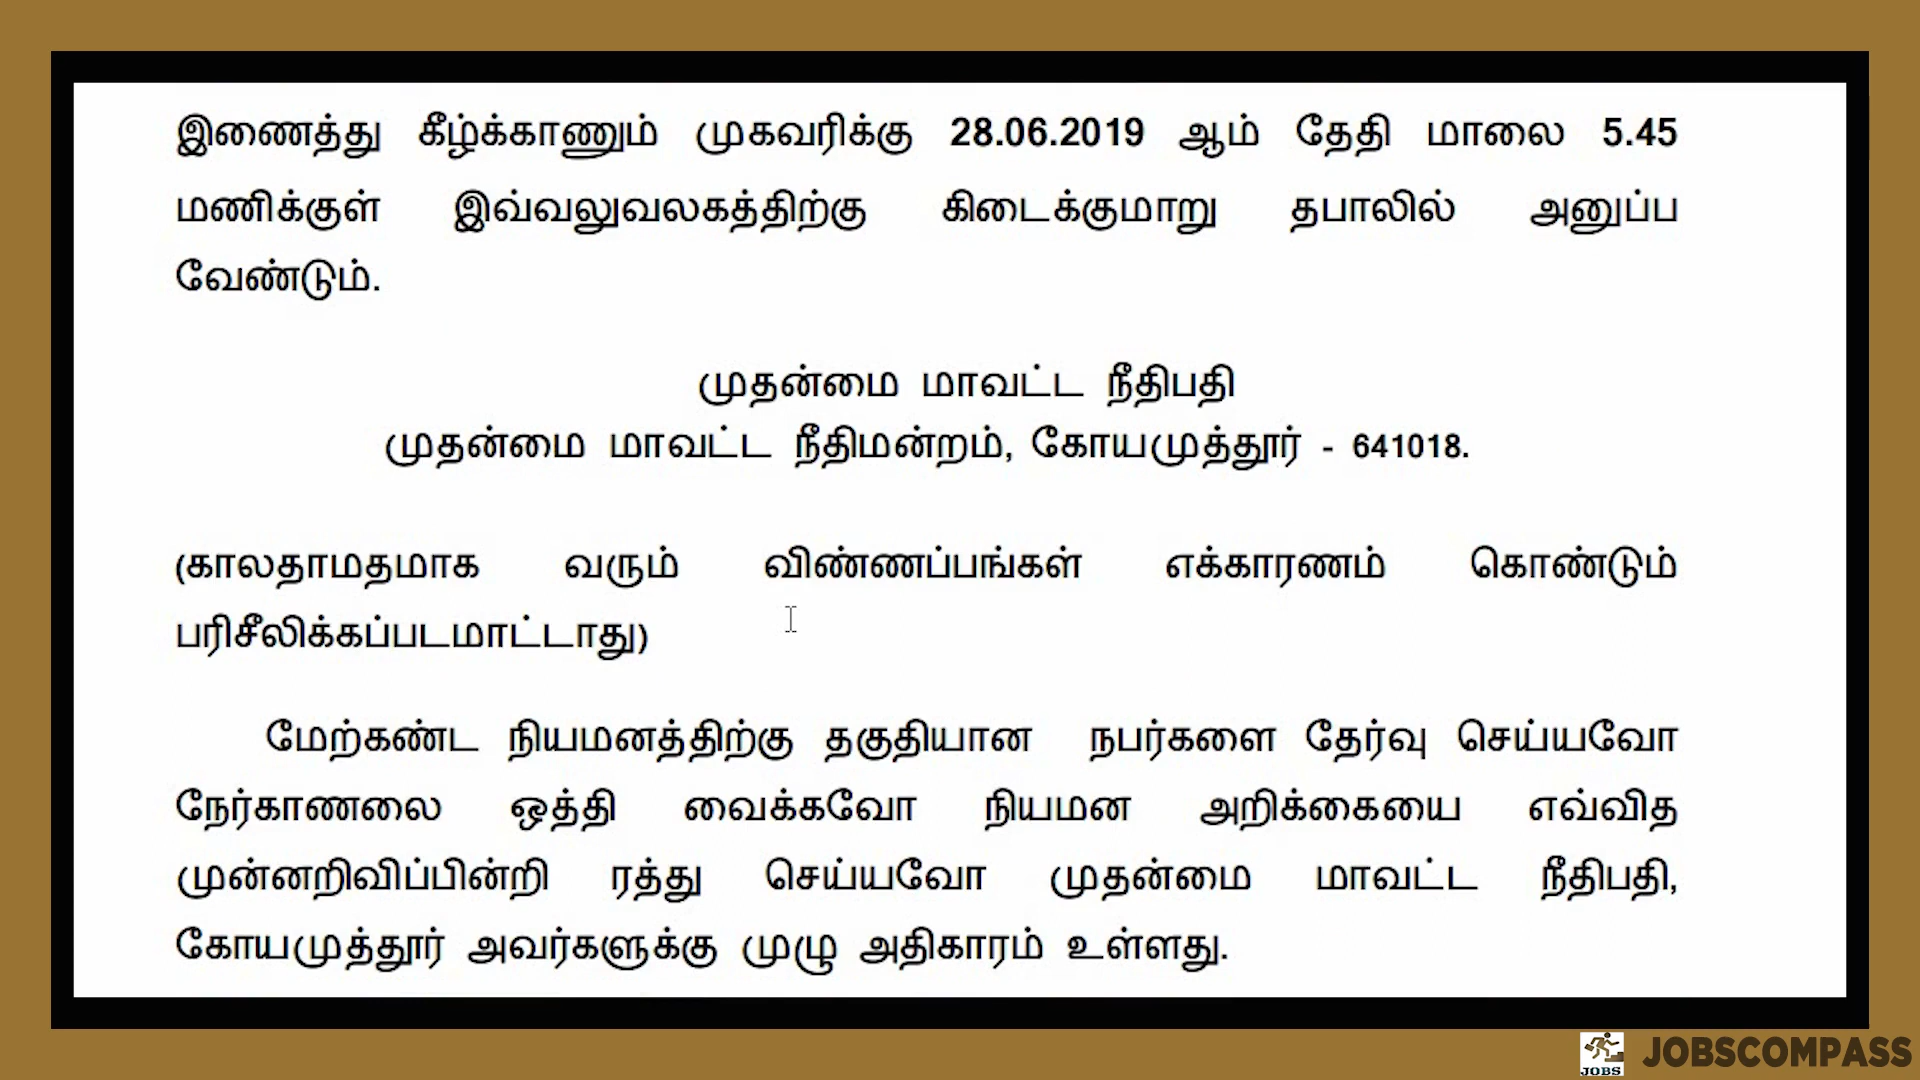 இணைத்து கீழ்க்காணும் முகவரிக்கு 28.06.2019 ஆம் தேதி மாலை 5.45
மணிக்குள் இவ்வலுவலகத்திற்கு கிடைக்குமாறு தபாலில் அனுப்ப
வேண்டும்.
முதன்மை மாவட்ட நீதிபதி
முதன்மை மாவட்ட நீதிமன்றம், கோயமுத்தூர் - 641018.
(காலதாமதமாக வரும் விண்ணப்பங்கள் எக்காரணம் கொண்டும்
பரிசீலிக்கப்படமாட்டாது)
மேற்கண்ட நியமனத்திற்கு தகுதியான நபர்களை தேர்வு செய்யவோ
நேர்காணலை ஒத்தி வைக்கவோ நியமன அறிக்கையை எவ்வித
முன்னறிவிப்பின்றி ரத்து செய்யவோ முதன்மை மாவட்ட நீதிபதி,
கோயமுத்தூர் அவர்களுக்கு முழு அதிகாரம் உள்ளது.
JOBS JOBSCOMPASS